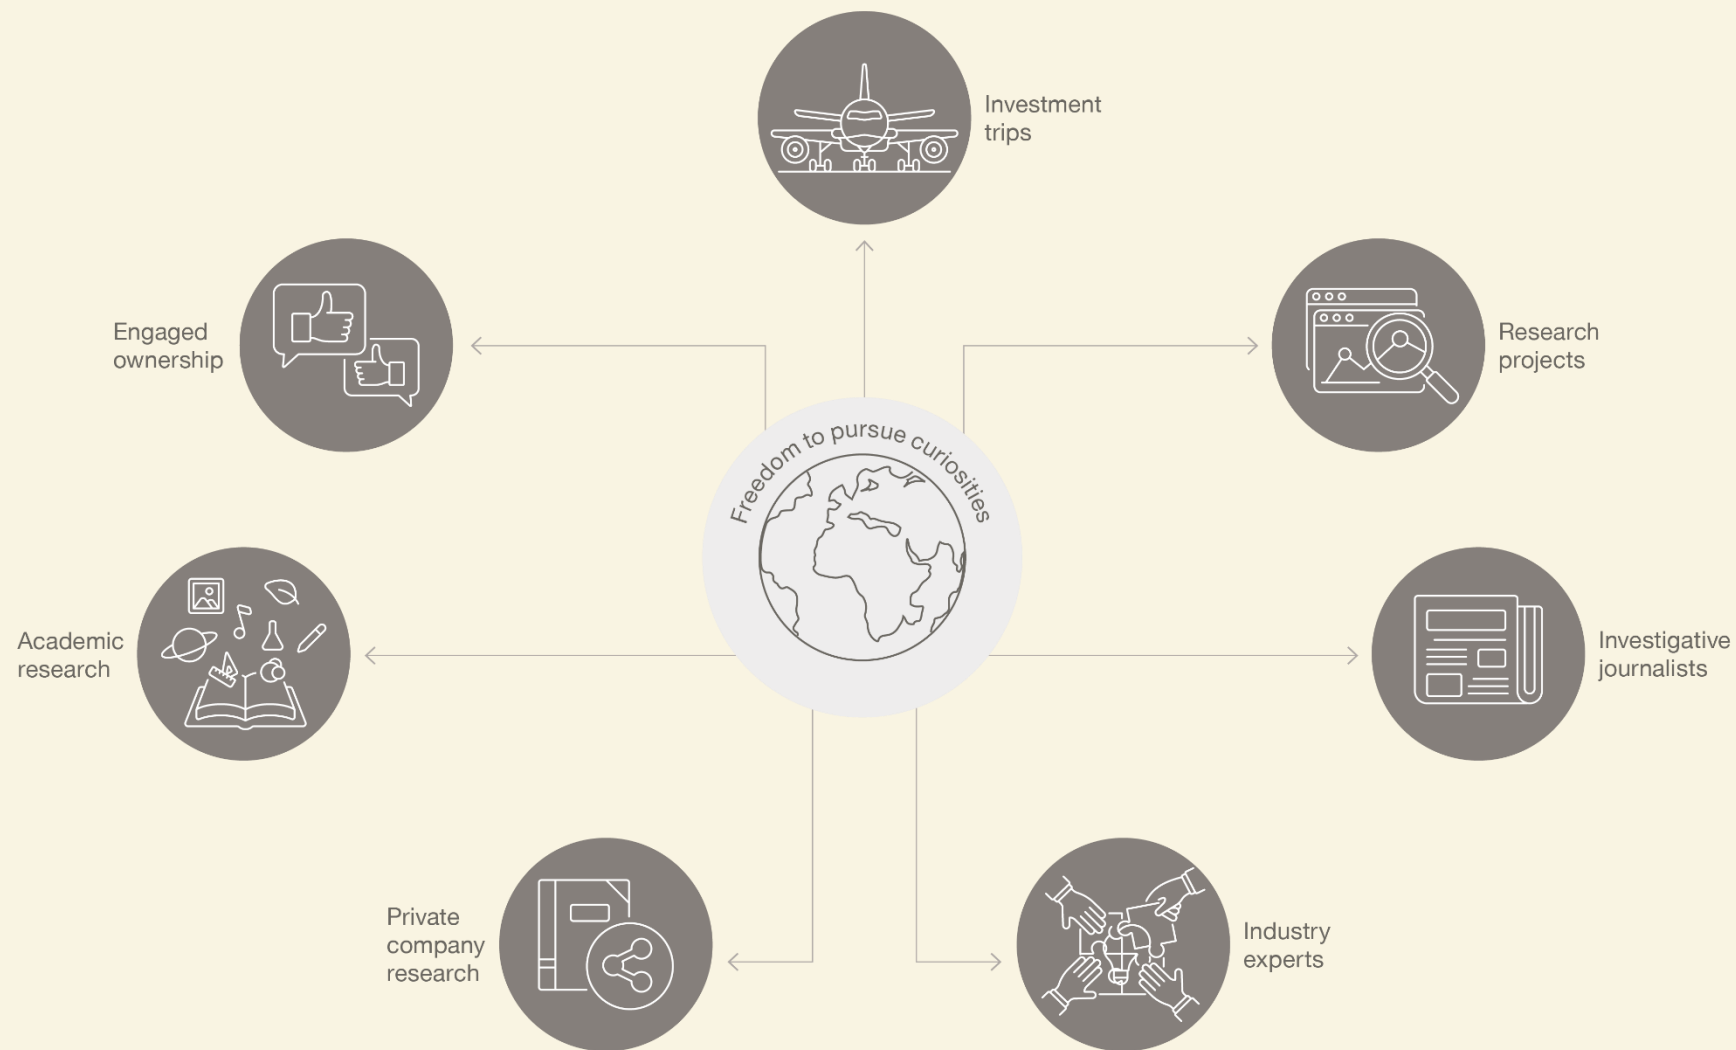 Investment
trips
Engaged
ownership
Research
projects
Freedom to pursue curiosities
Academic
research
Investigative
journalists
Private
company
research
Industry
experts